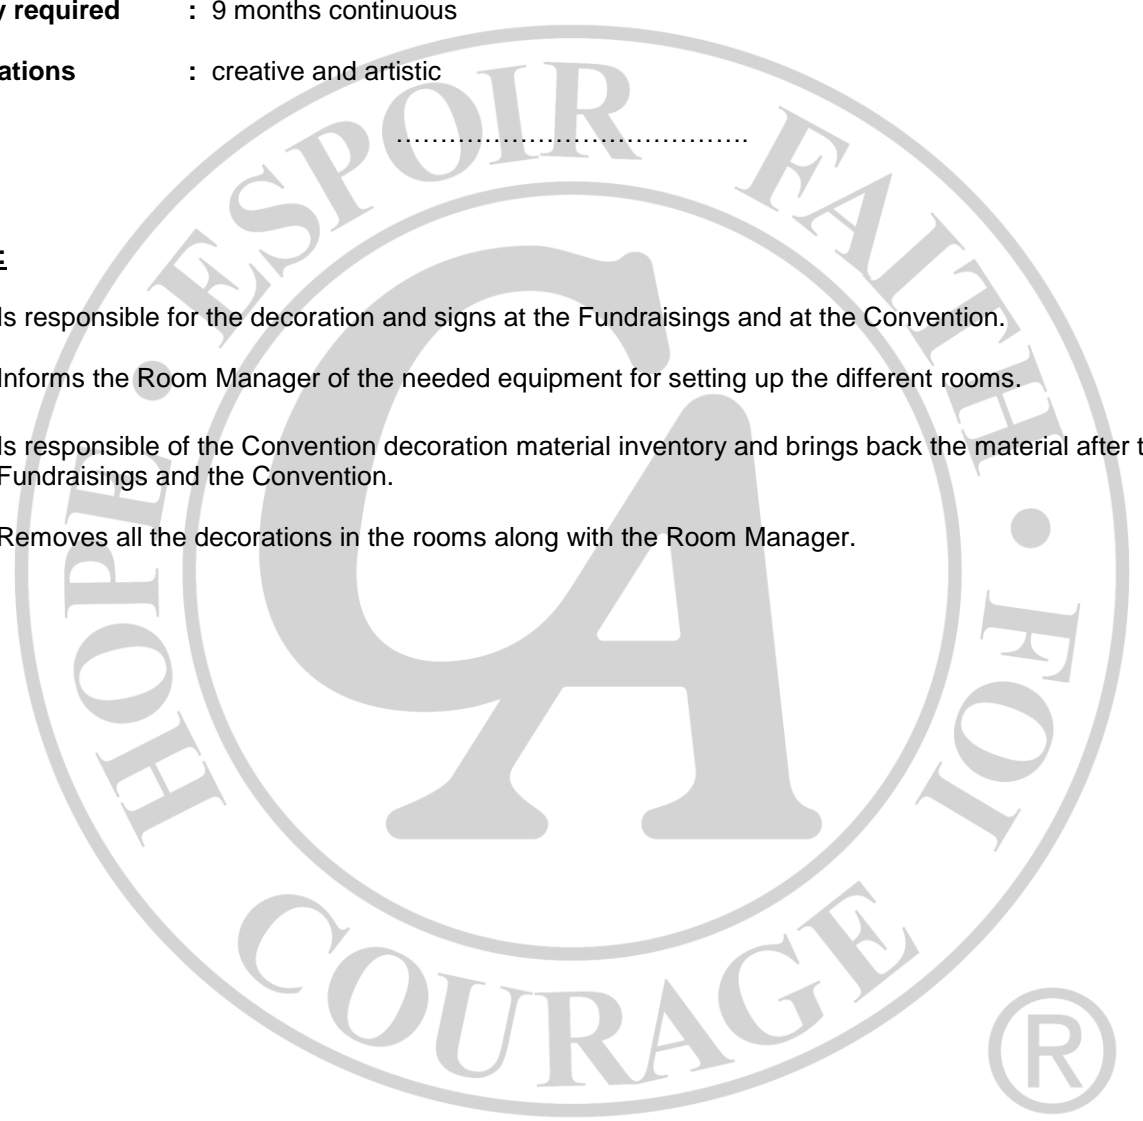 y required : 9 months continuous
ations : creative and artistic
…………………………………
:
Is responsible for the decoration and signs at the Fundraisings and at the Convention.
Informs the Room Manager of the needed equipment for setting up the different rooms.
Is responsible of the Convention decoration material inventory and brings back the material after t
Fundraisings and the Convention.
Removes all the decorations in the rooms along with the Room Manager.
HOPE • ESPOIR FAITH • FOI
CA
COURAGE
®